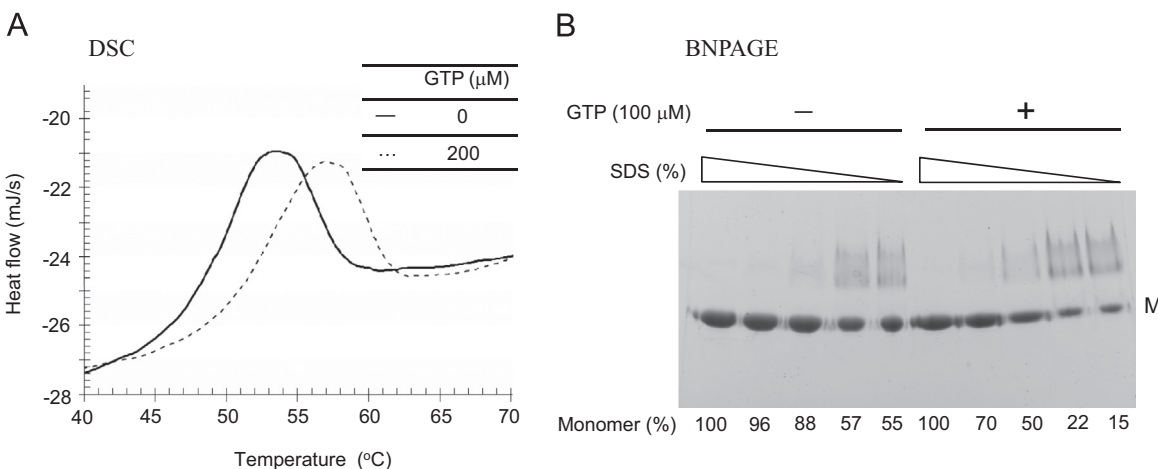 A
DSC
GTP (μM)
0
200
-20
-22
-24
-26
-28
Heat flow (mJ/s)
40 45 50 55 60 65 70
Temperature (°C)
B
BNPAGE
GTP (100 μM) − +
SDS (%)
M
Monomer (%) 100 96 88 57 55 100 70 50 22 15